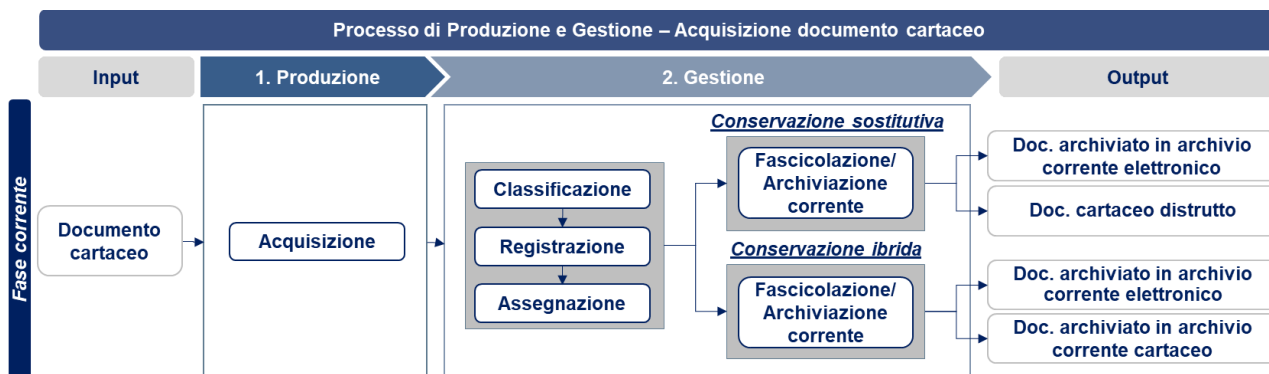 Processo di Produzione e Gestione – Acquisizione documento cartaceo
Input
1. Produzione
2. Gestione
Output
Fase corrente
Documento
cartaceo
Acquisizione
Classificazione
Registrazione
Assegnazione
Conservazione sostitutiva
Fascicolazione/
Archiviazione
corrente
Conservazione ibrida
Fascicolazione/
Archiviazione
corrente
Doc. archiviato in archivio
corrente elettronico
Doc. cartaceo distrutto
Doc. archiviato in archivio
corrente elettronico
Doc. archiviato in archivio
corrente cartaceo